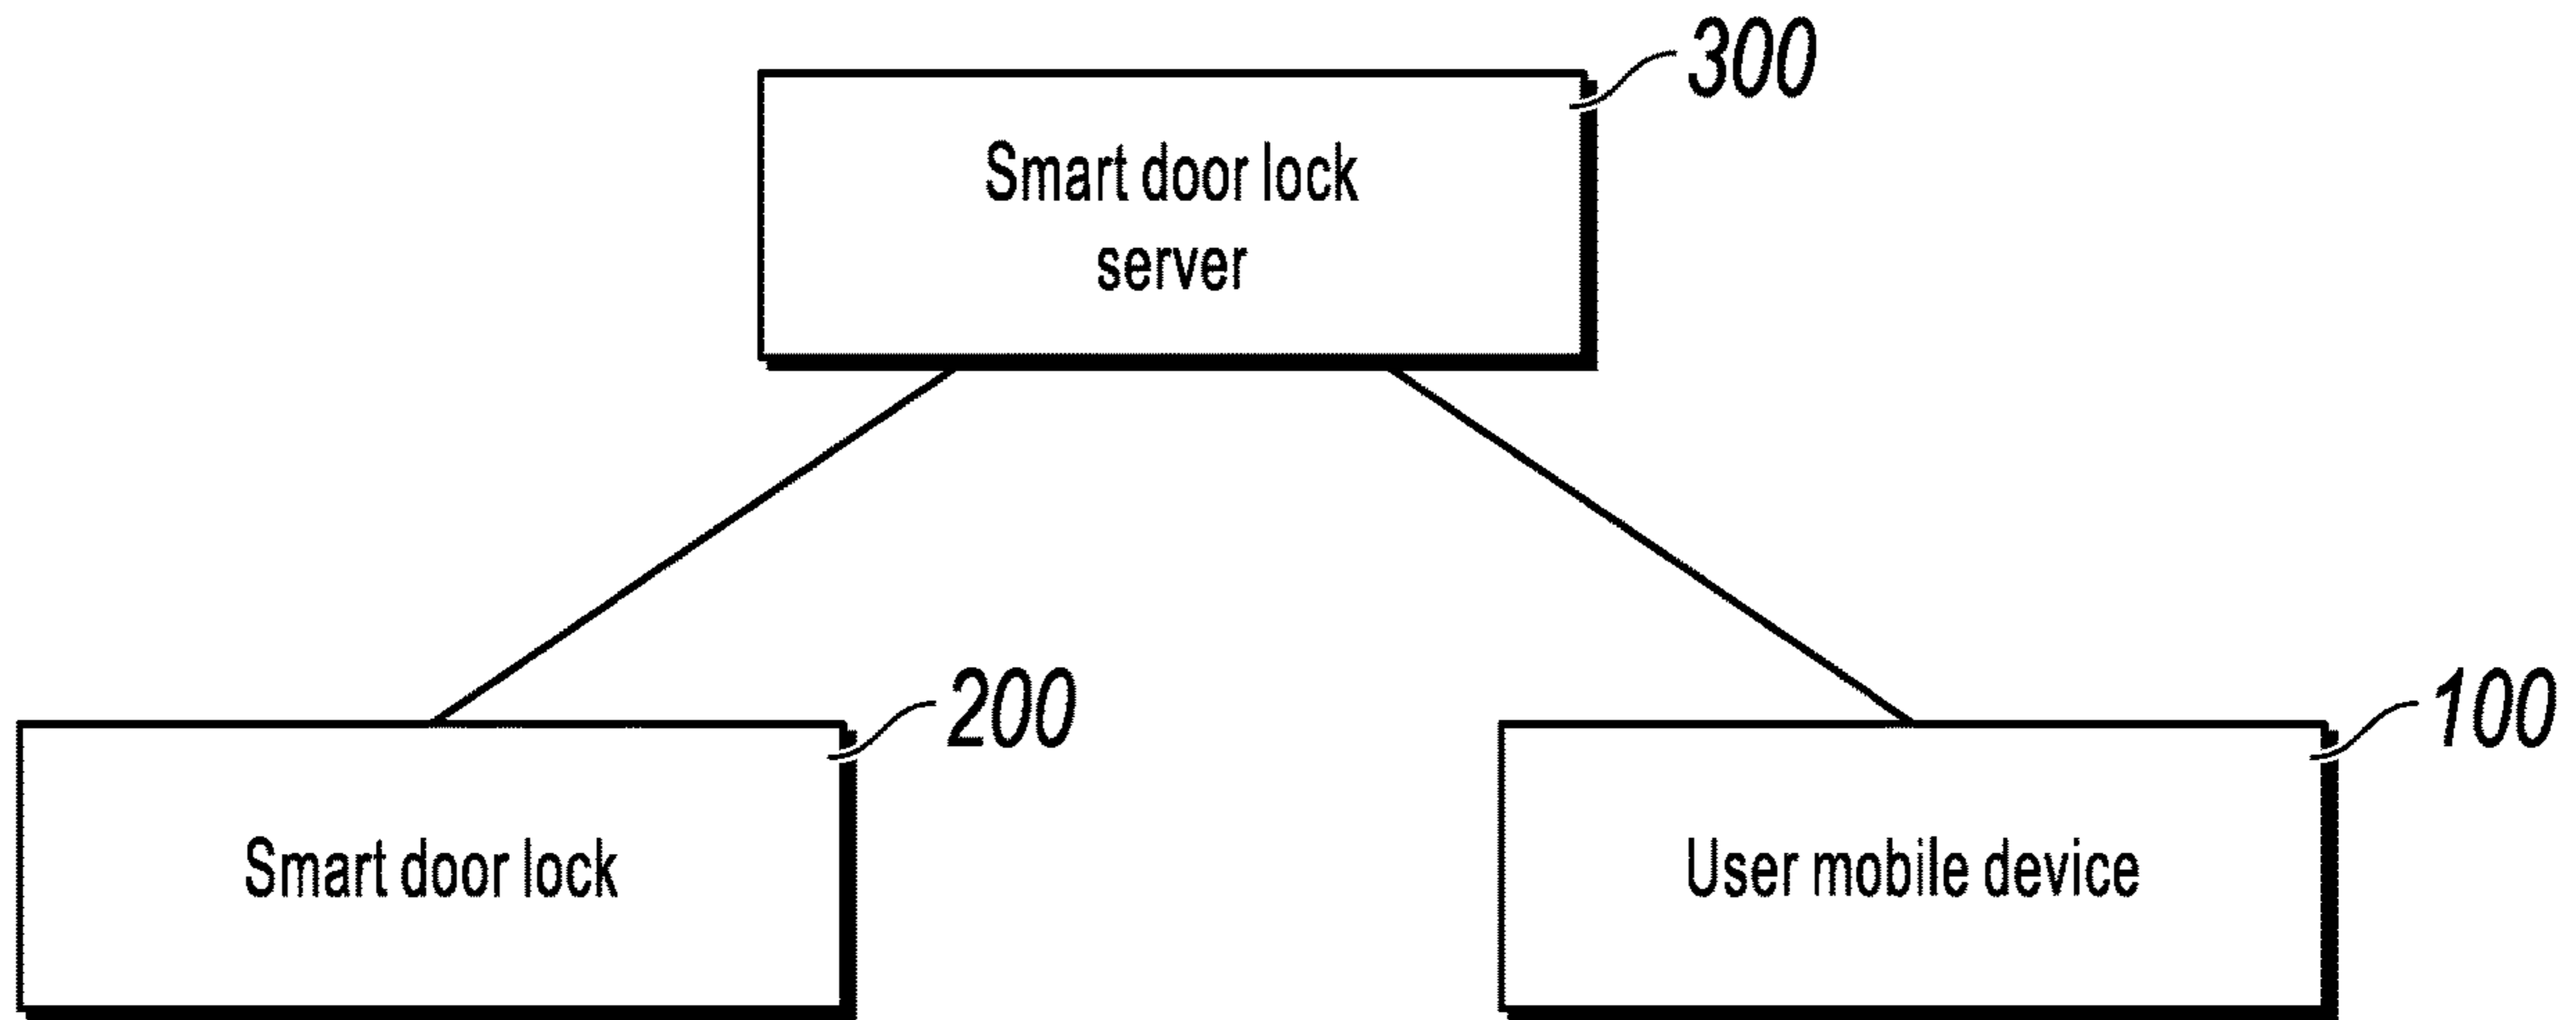 300
Smart door lock
server
200
Smart door lock
100
User mobile device